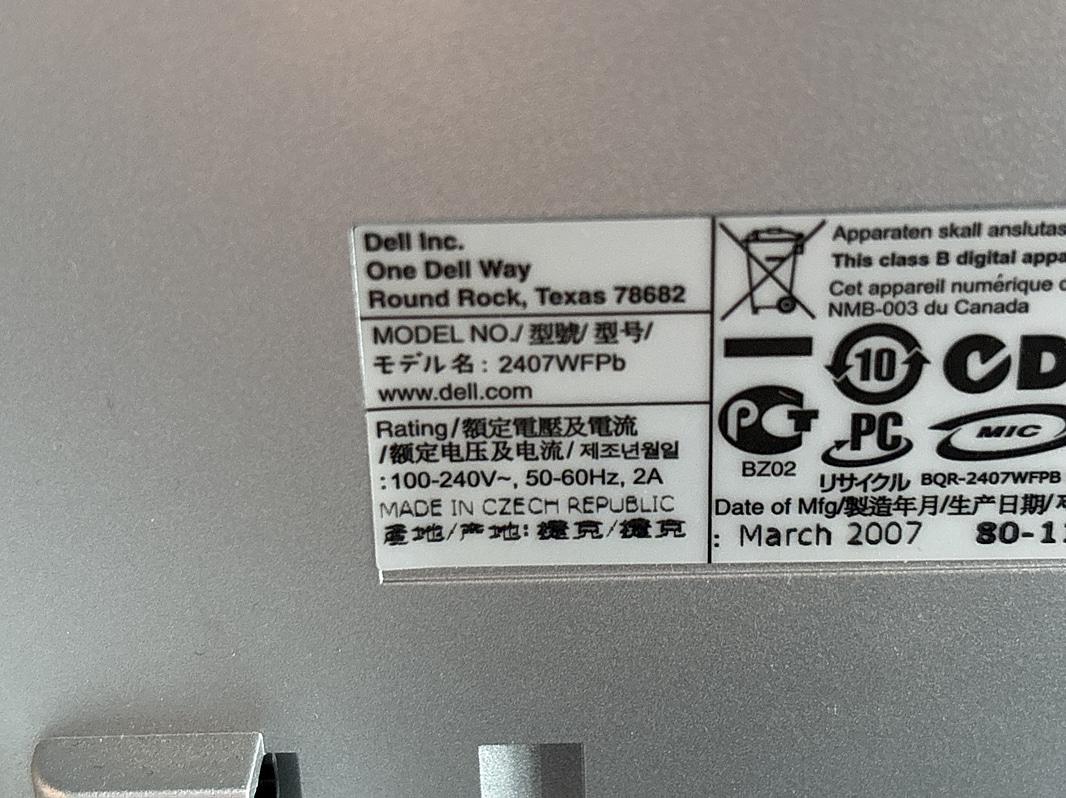 Dell Inc.
One Dell Way
Round Rock, Texas 78682
MODEL NO./ 型號/ 型号/
モデル名 : 2407WFPb
www.dell.com
Rating/額定電壓及電流
/额定电压及电流/ 제조년월일
:100-240V~, 50-60Hz, 2A
MADE IN CZECH REPUBLIC
產地/产地: 捷克/捷克
Apparaten skall anslutas
This class B digital appa
Cet appareil numérique
NMB-003 du Canada
10
PCT
BZ02
PC
リサイクル
MIC
BQR-2407WFPB
Date of Mfg/製造年月/生产日期/
: March 2007 80-1